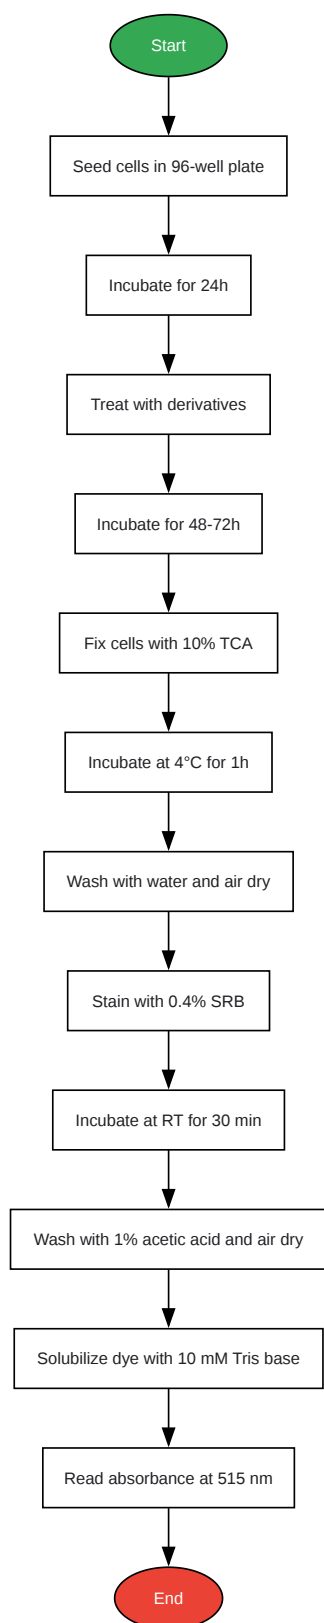 Start
Seed cells in 96-well plate
Incubate for 24h
Treat with derivatives
Incubate for 48-72h
Fix cells with 10% TCA
Incubate at 4°C for 1h
Wash with water and air dry
Stain with 0.4% SRB
Incubate at RT for 30 min
Wash with 1% acetic acid and air dry
Solubilize dye with 10 mM Tris base
Read absorbance at 515 nm
End